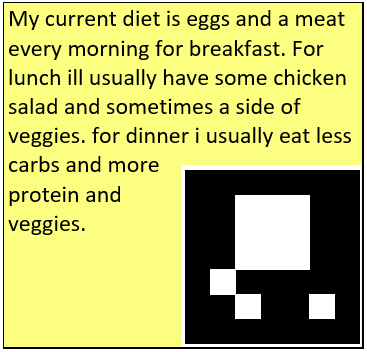 My current diet is eggs and a meat
every morning for breakfast. For
lunch ill usually have some chicken
salad and sometimes a side of
veggies. for dinner i usually eat less
carbs and more
protein and
veggies.